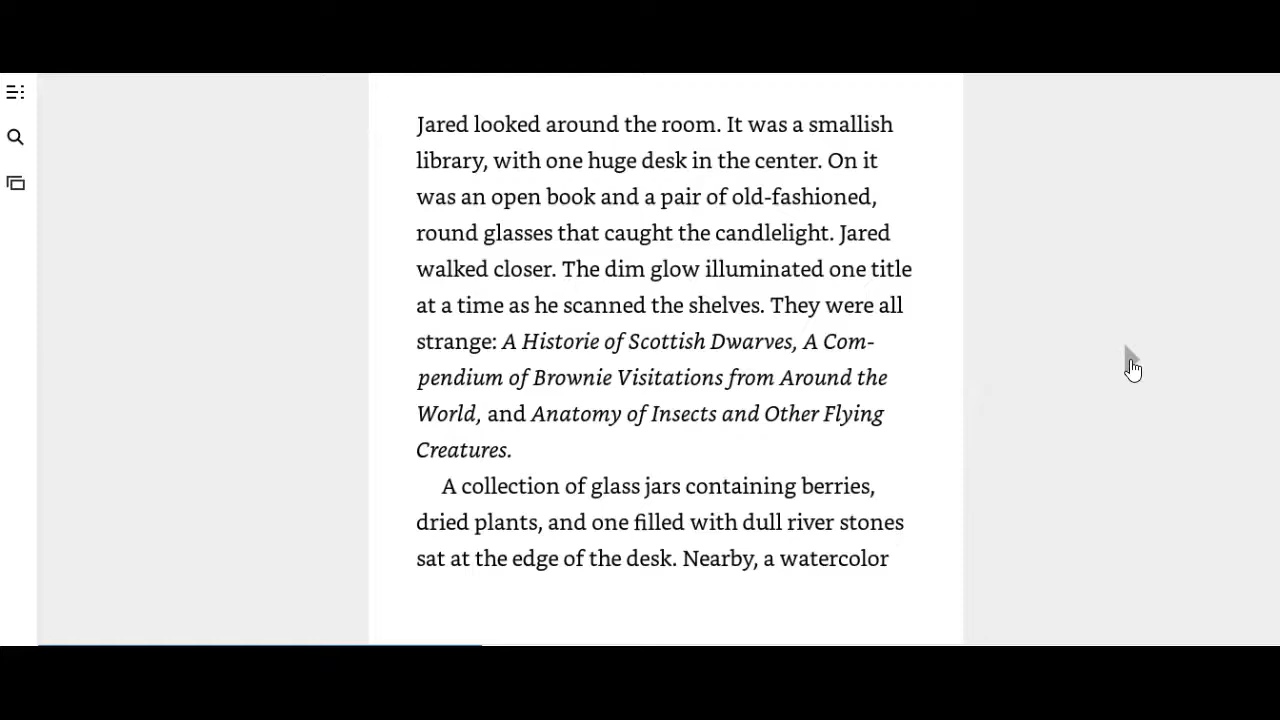 Jared looked around the room. It was a smallish
library, with one huge desk in the center. On it
was an open book and a pair of old-fashioned,
round glasses that caught the candlelight. Jared
walked closer. The dim glow illuminated one title
at a time as he scanned the shelves. They were all
strange: A Historie of Scottish Dwarves, A Com-
pendium of Brownie Visitations from Around the
World, and Anatomy of Insects and Other Flying
Creatures.
A collection of glass jars containing berries,
dried plants, and one filled with dull river stones
sat at the edge of the desk. Nearby, a watercolor